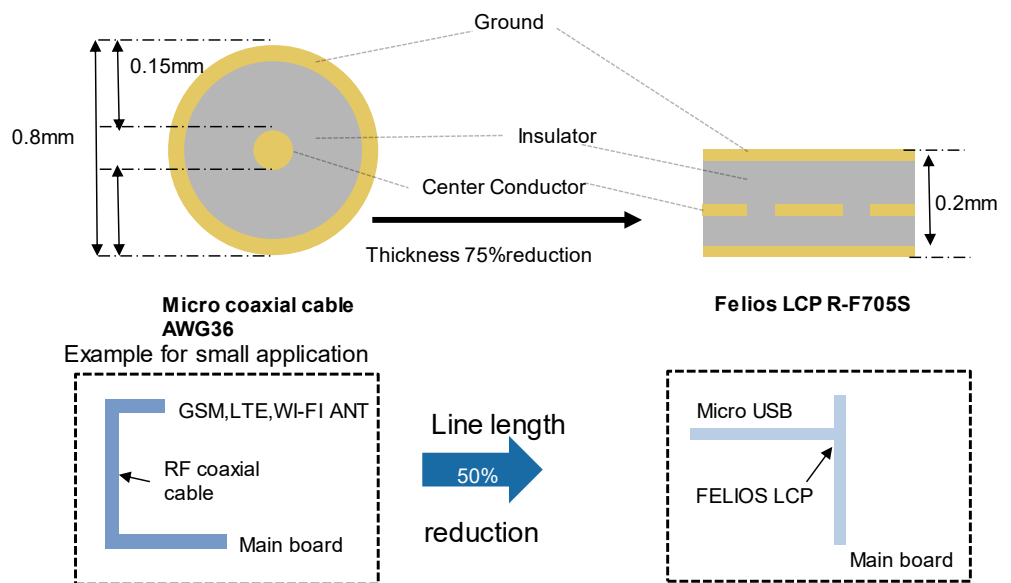 Ground
0.15mm
0.8mm
Insulator
Center Conductor
0.2mm
Thickness 75%reduction
Micro coaxial cable
AWG36
Felios LCP R-F705S
Example for small application
GSM,LTE,WI-FI ANT
RF coaxial
cable
Main board
Line length
50%
reduction
Micro USB
FELIOS LCP
Main board